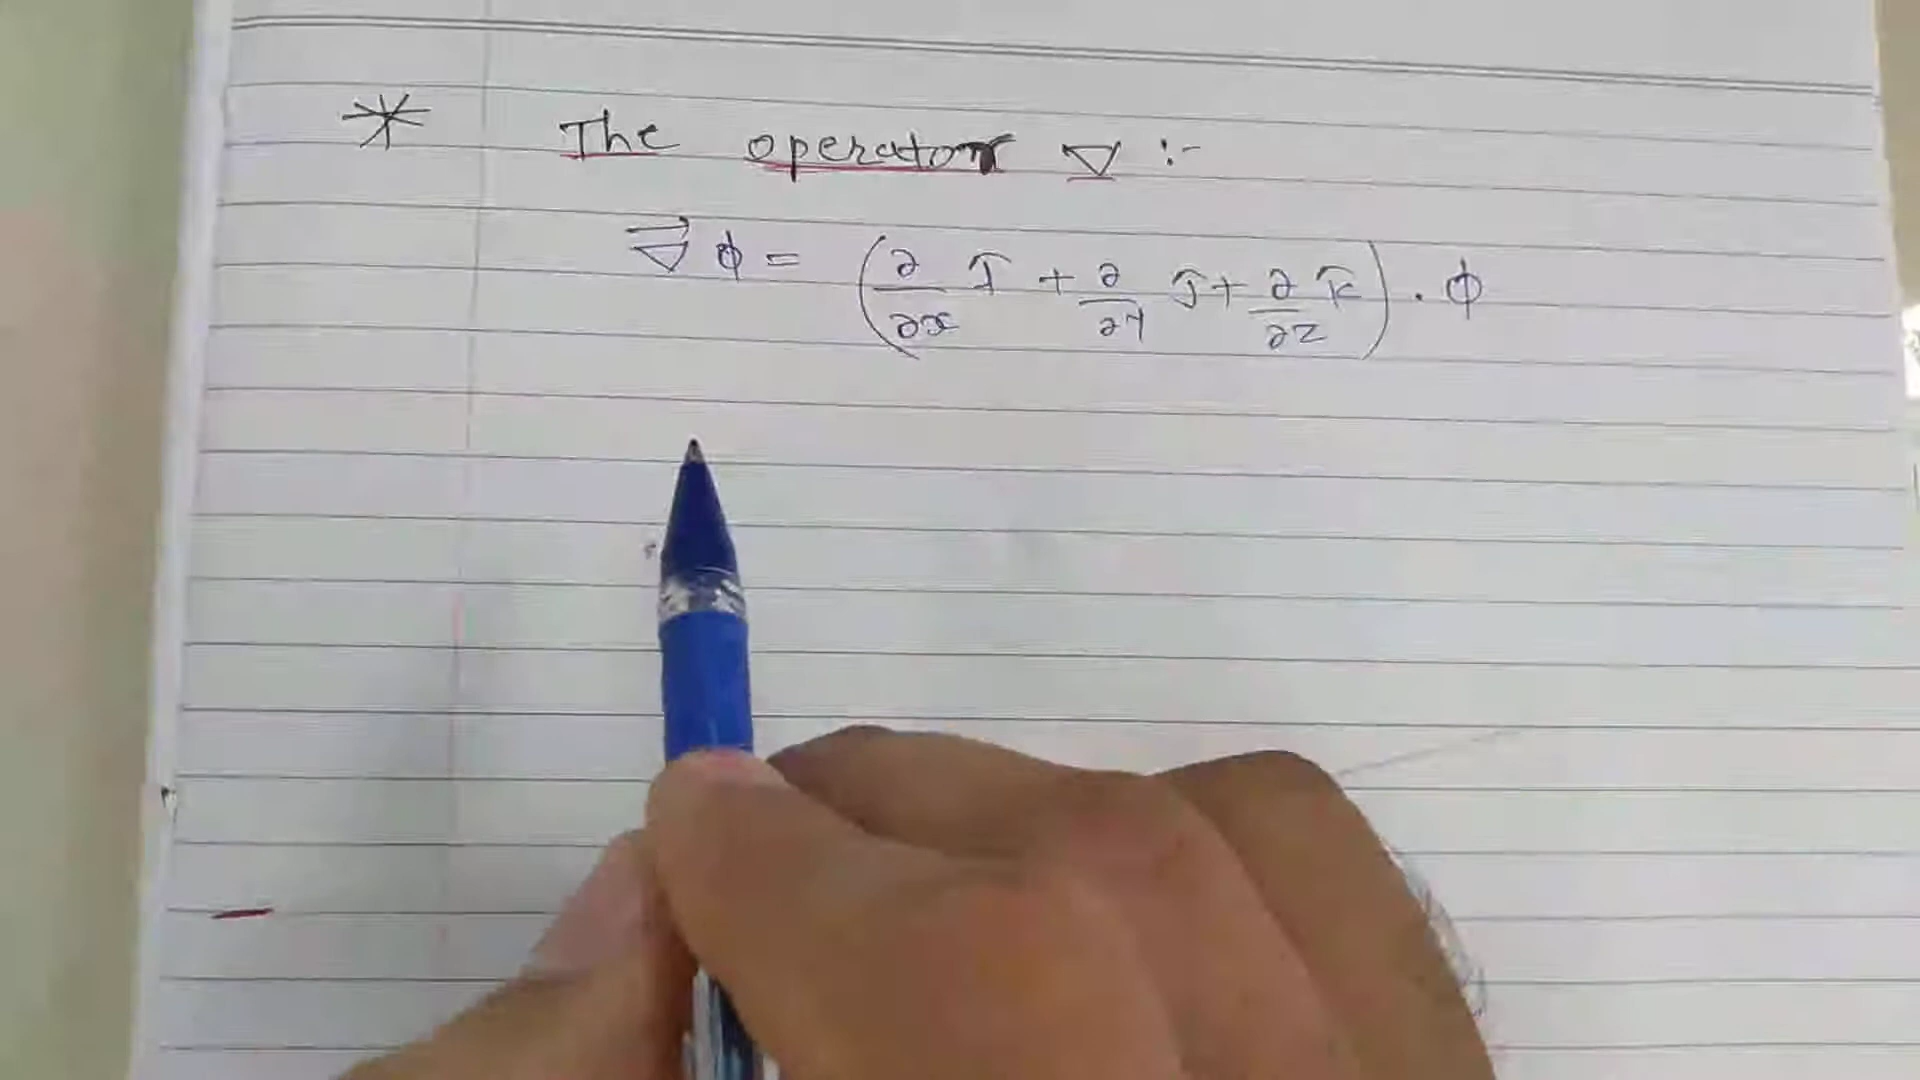 * The operator ∇ :-
∇⃗ ϕ = (∂/∂x î + ∂/∂y ĵ + ∂/∂z k̂) . ϕ